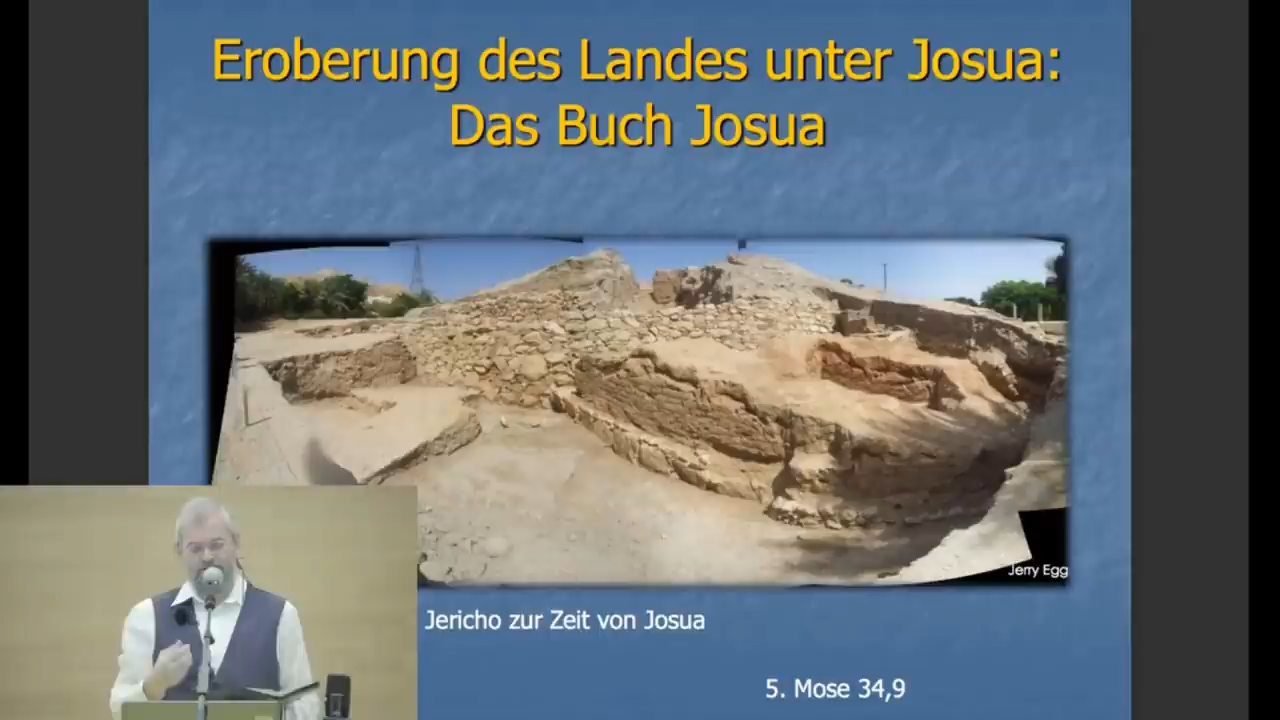 Eroberung des Landes unter Josua:
Das Buch Josua
Jerry Egg
Jericho zur Zeit von Josua
5. Mose 34,9